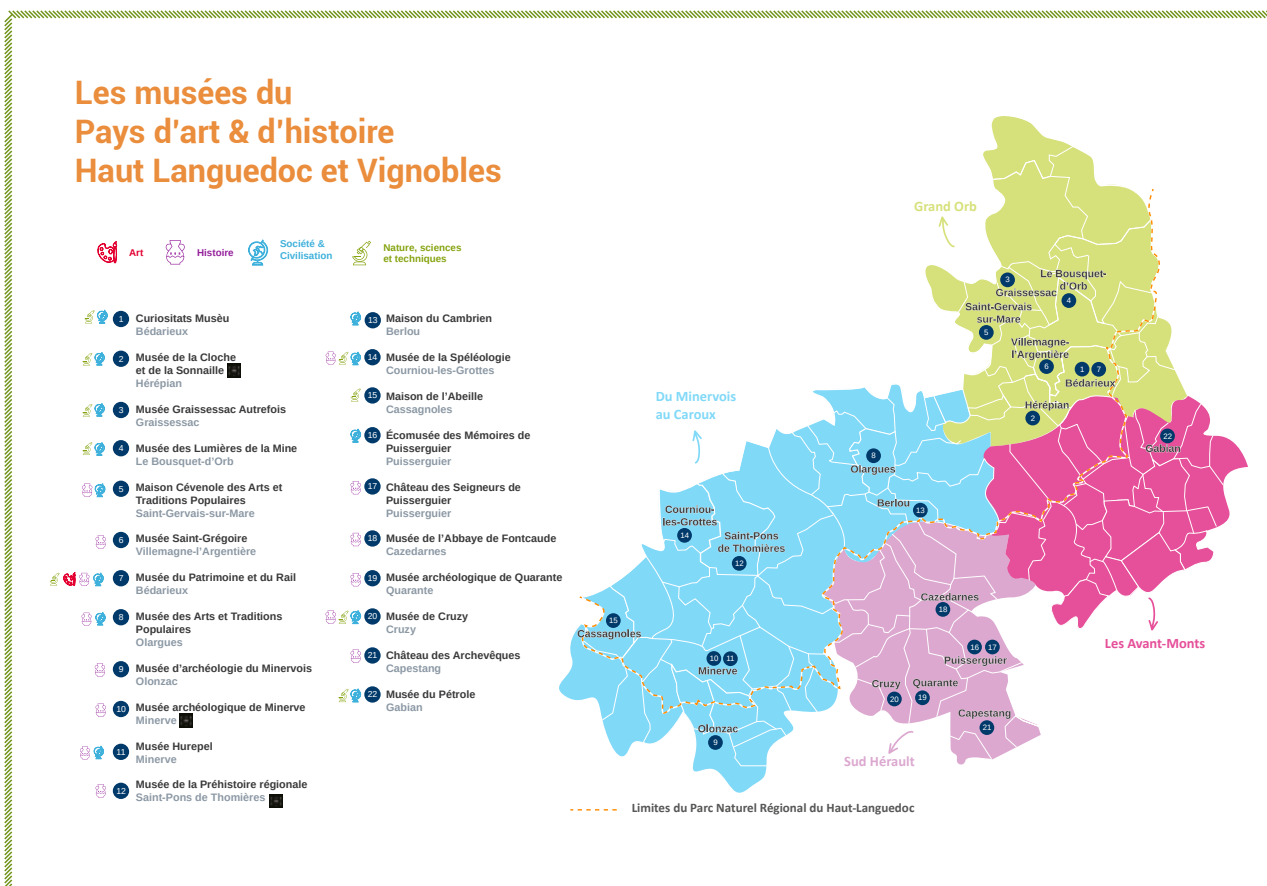 Les musées du
Pays d'art & d'histoire
Haut Languedoc et Vignobles
Art
Histoire
Société &
Civilisation
Nature, sciences
et techniques
1 Curiositats Musèu
Bédarieux
2 Musée de la Cloche
et de la Sonnaille
Hérépian
3 Musée Graissessac Autrefois
Graissessac
4 Musée des Lumières de la Mine
Le Bousquet-d'Orb
5 Maison Cévenole des Arts et
Traditions Populaires
Saint-Gervais-sur-Mare
6 Musée Saint-Grégoire
Villemagne-l'Argentière
7 Musée du Patrimoine et du Rail
Bédarieux
8 Musée des Arts et Traditions
Populaires
Olargues
9 Musée d'archéologie du Minervois
Olonzac
10 Musée archéologique de Minerve
Minerve
11 Musée Hurepel
Minerve
12 Musée de la Préhistoire régionale
Saint-Pons de Thomières
13 Maison du Cambrien
Berlou
14 Musée de la Spéléologie
Courniou-les-Grottes
15 Maison de l'Abeille
Cassagnoles
16 Écomusée des Mémoires de
Puisserguier
Puisserguier
17 Château des Seigneurs de
Puisserguier
Puisserguier
18 Musée de l'Abbaye de Fontcaude
Cazedarnes
19 Musée archéologique de Quarante
Quarante
20 Musée de Cruzy
Cruzy
21 Château des Archevêques
Capestang
22 Musée du Pétrole
Gabian
Grand Orb
3
Graissessac
Le Bousquet-
d'Orb
4
Saint-Gervais
sur-Mare
5
Villemagne-
l'Argentière
6
1 7
Bédarieux
Hérépian
2
22
Gabian
Du Minervois
au Caroux
8
Olargues
Berlou
13
Courniou-
les-Grottes
14
Saint-Pons
de Thomières
12
15
Cassagnoles
10 11
Minerve
Olonzac
9
Cazedarnes
18
16 17
Puisserguier
Cruzy
20
Quarante
19
Capestang
21
Les Avant-Monts
Sud Hérault
Limites du Parc Naturel Régional du Haut-Languedoc